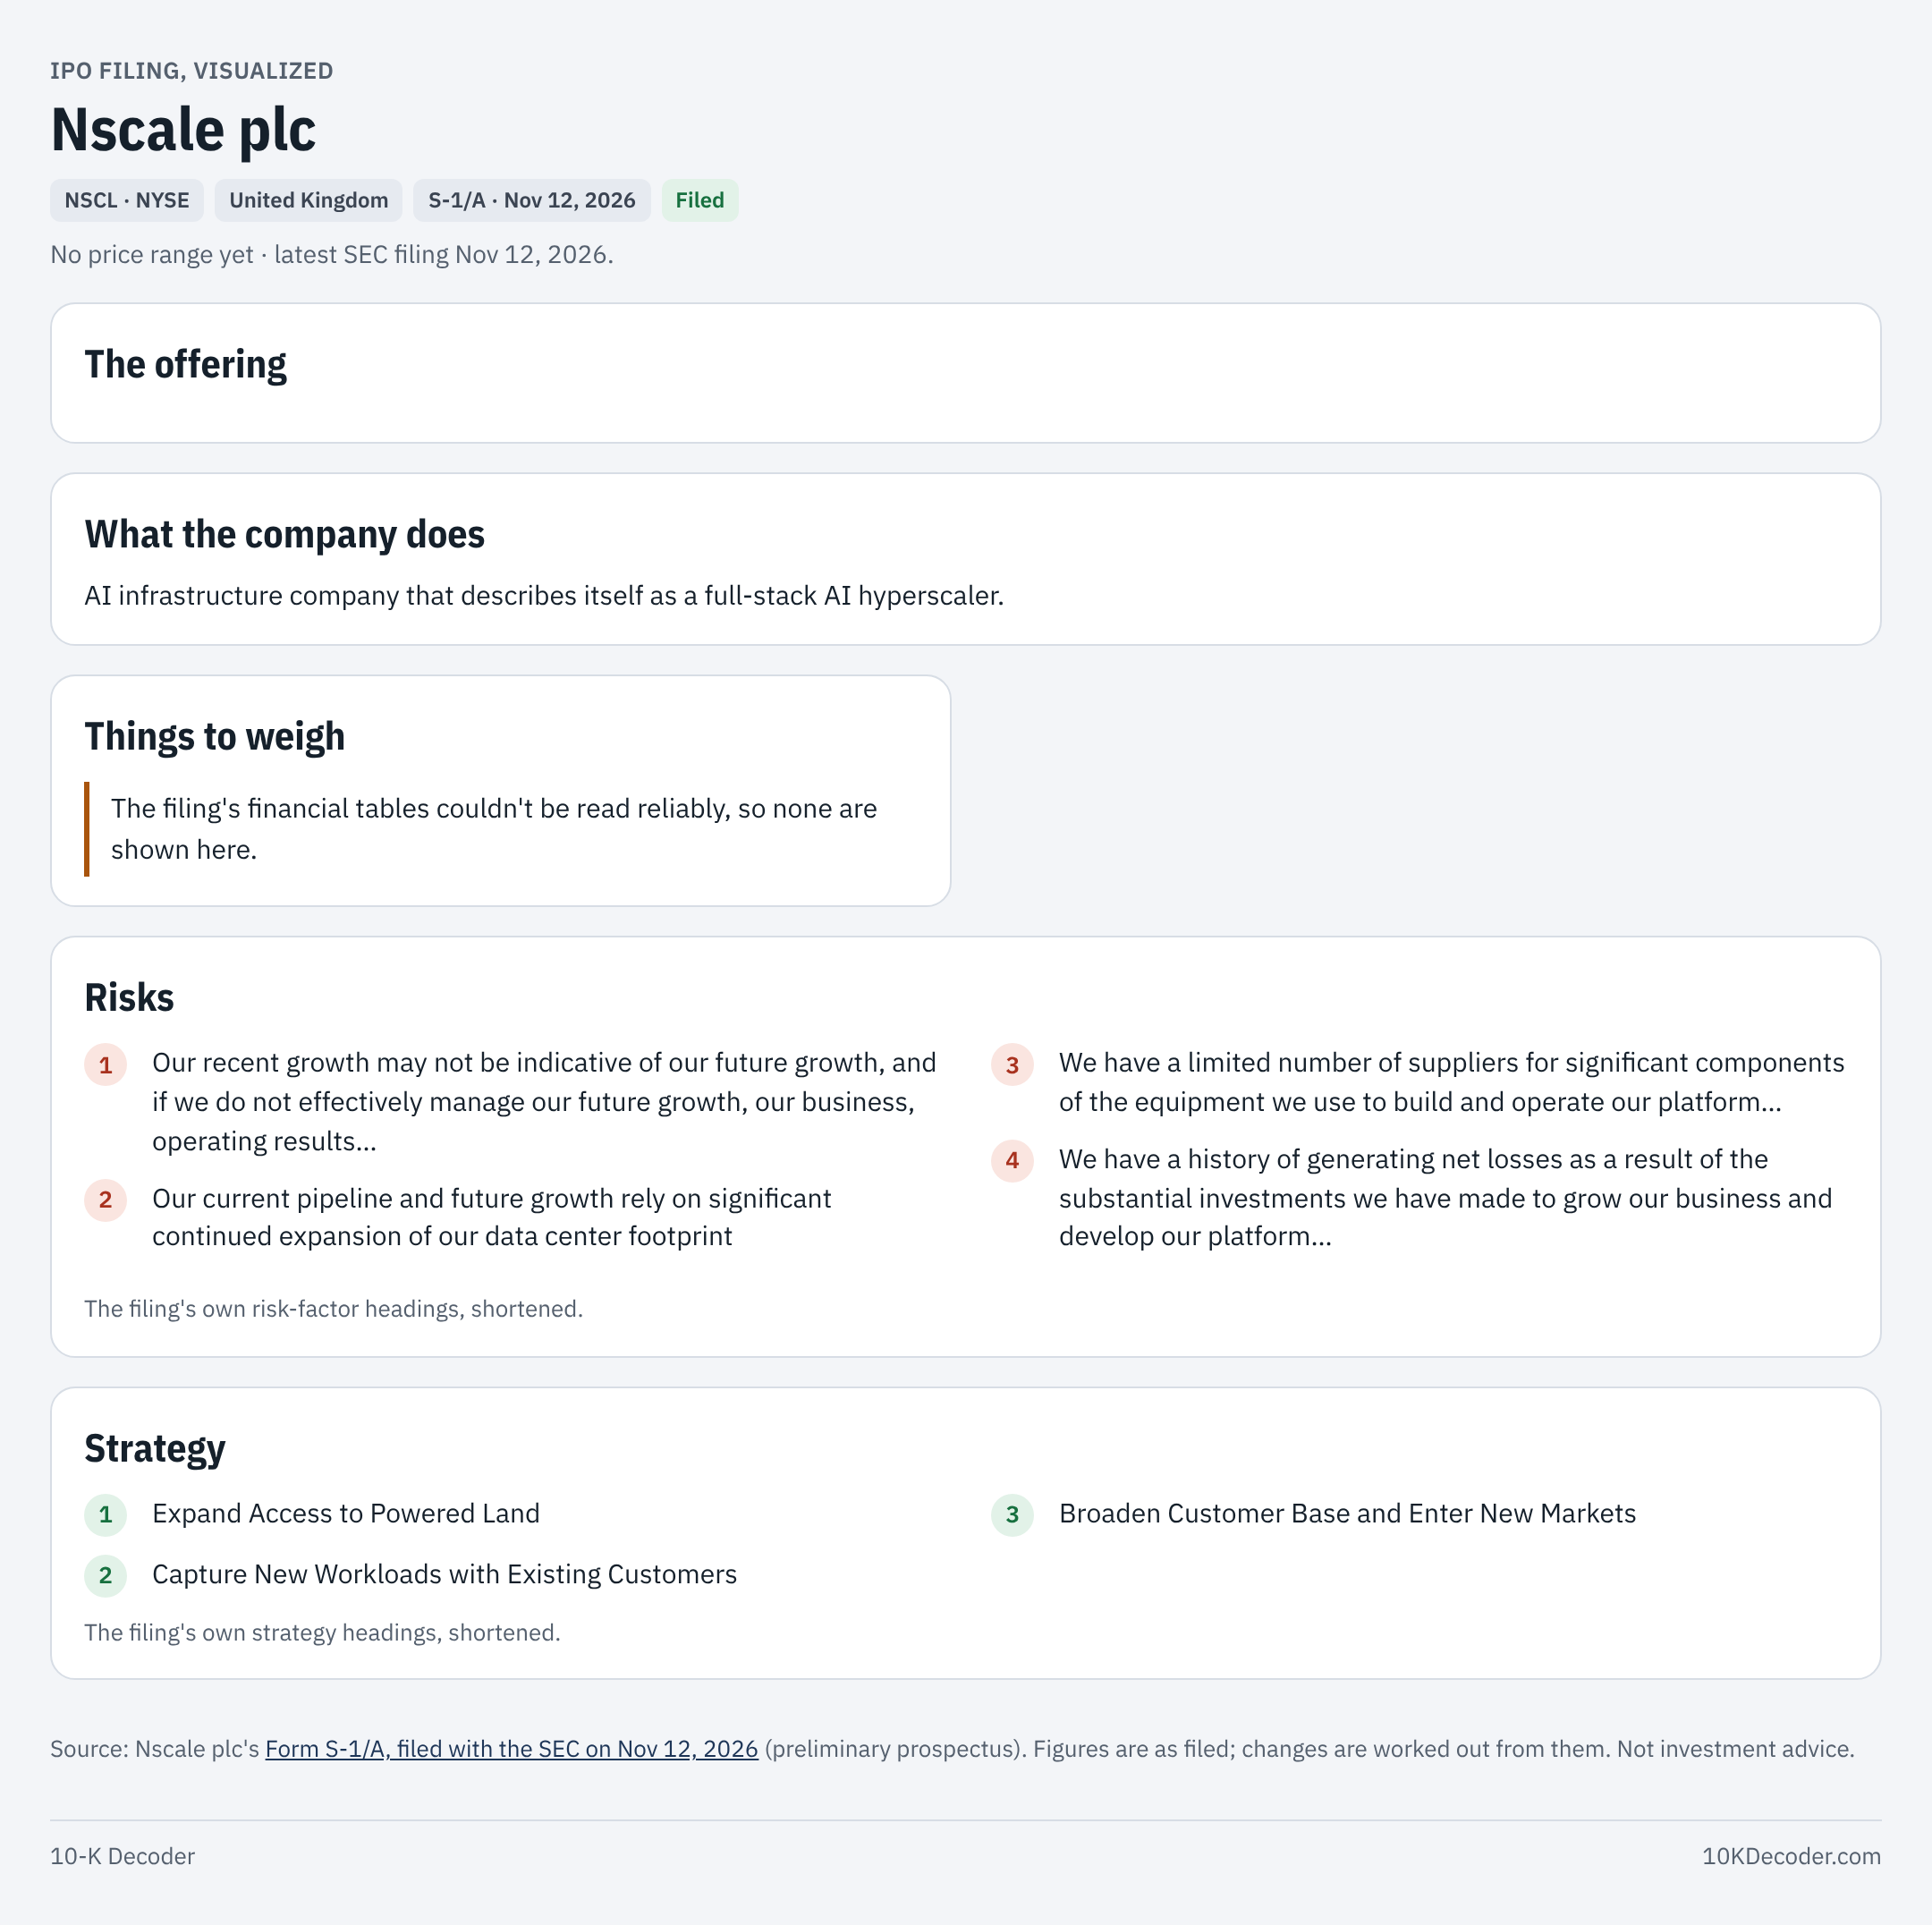 IPO FILING, VISUALIZED
Nscale plc
NSCL · NYSE United Kingdom S-1/A · Nov 12, 2026 Filed
No price range yet · latest SEC filing Nov 12, 2026.
The offering
What the company does
AI infrastructure company that describes itself as a full-stack AI hyperscaler.
Things to weigh
The filing's financial tables couldn't be read reliably, so none are
shown here.
Risks
1 Our recent growth may not be indicative of our future growth, and
if we do not effectively manage our future growth, our business,
operating results...
2 Our current pipeline and future growth rely on significant
continued expansion of our data center footprint
3 We have a limited number of suppliers for significant components
of the equipment we use to build and operate our platform...
4 We have a history of generating net losses as a result of the
substantial investments we have made to grow our business and
develop our platform...
The filing's own risk-factor headings, shortened.
Strategy
1 Expand Access to Powered Land
2 Capture New Workloads with Existing Customers
3 Broaden Customer Base and Enter New Markets
The filing's own strategy headings, shortened.
Source: Nscale plc's Form S-1/A, filed with the SEC on Nov 12, 2026 (preliminary prospectus). Figures are as filed; changes are worked out from them. Not investment advice.
10-K Decoder
10KDecoder.com